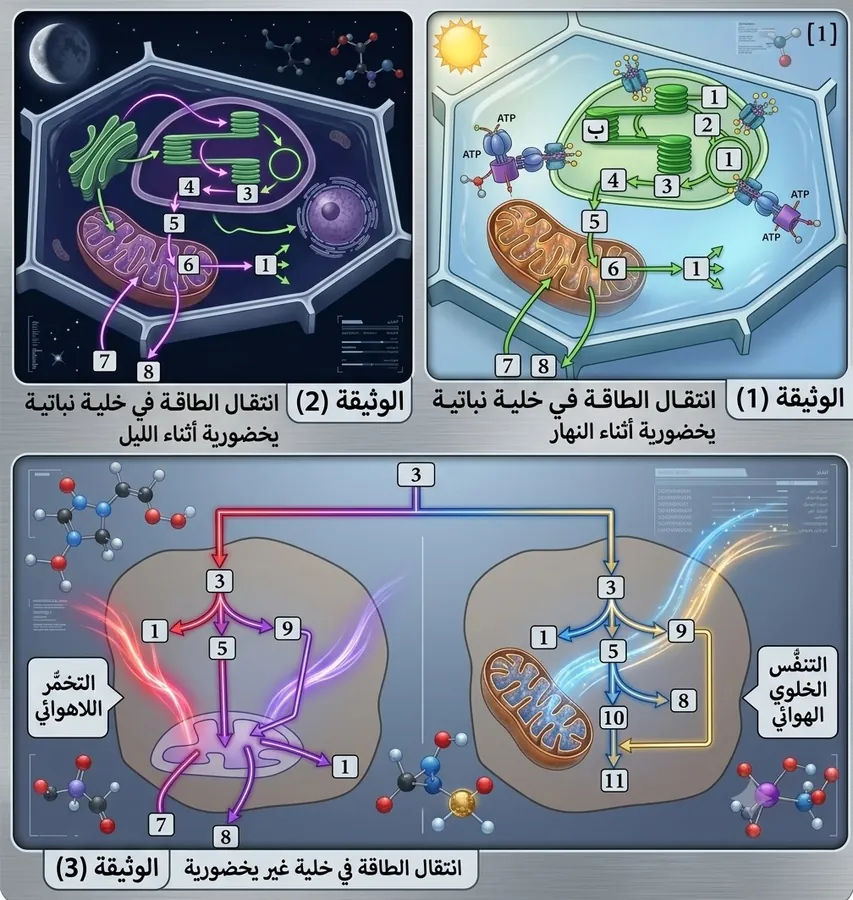 [1]
ATP
ATP
ATP
ATP
1
2
ب
1
4
3
5
6
1
7
8
الوثيقة (1) انتقال الطاقة في خلية نباتية
يخضورية أثناء النهار
4
3
5
6
1
7
8
الوثيقة (2) انتقال الطاقة في خلية نباتية
يخضورية أثناء الليل
3
3
1
9
5
8
10
11
التنفَّس
الخلوي
الهوائي
3
1
9
5
1
7
8
التخمَّر
اللاهوائي
الوثيقة (3) انتقال الطاقة في خلية غير يخضورية